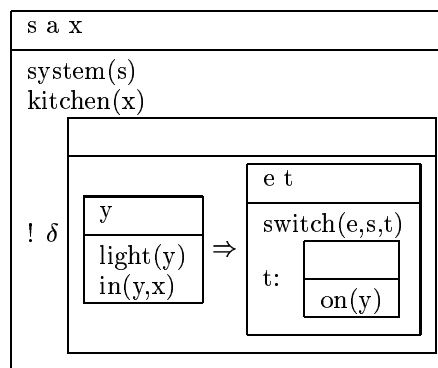 s a x
system(s)
kitchen(x)
! δ
y
light(y)
in(y,x)
⇒
e t
switch(e,s,t)
t:
on(y)